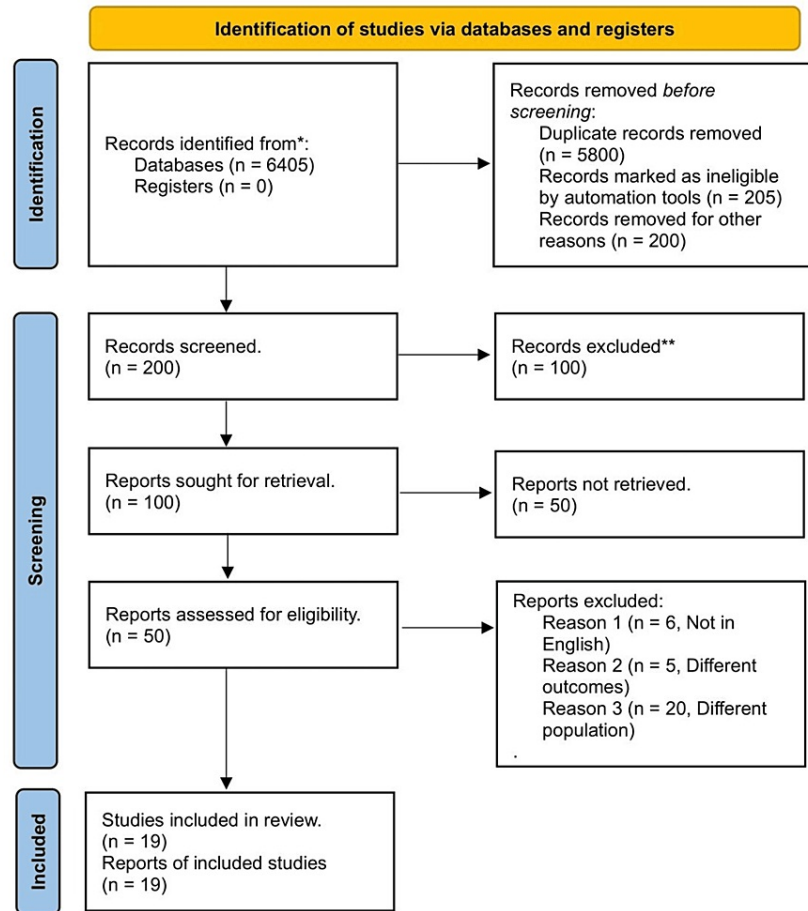 Identification of studies via databases and registers
Identification
Records identified from*:
Databases (n = 6405)
Registers (n = 0)
Records removed before
screening:
Duplicate records removed
(n = 5800)
Records marked as ineligible
by automation tools (n = 205)
Records removed for other
reasons (n = 200)
Screening
Records screened.
(n = 200)
Records excluded**
(n = 100)
Reports sought for retrieval.
(n = 100)
Reports not retrieved.
(n = 50)
Reports assessed for eligibility.
(n = 50)
Reports excluded:
Reason 1 (n = 6, Not in
English)
Reason 2 (n = 5, Different
outcomes)
Reason 3 (n = 20, Different
population)
.
Included
Studies included in review.
(n = 19)
Reports of included studies
(n = 19)